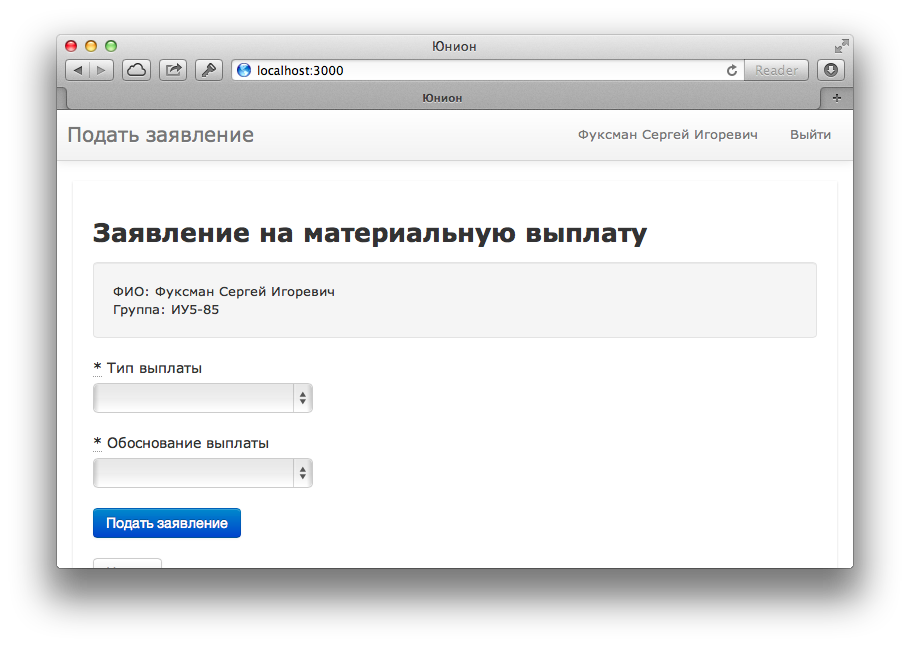 Юнион
localhost:3000
Reader
Юнион
Подать заявление
Фуксман Сергей Игоревич
Выйти
Заявление на материальную выплату
ФИО: Фуксман Сергей Игоревич
Группа: ИУ5-85
* Тип выплаты
* Обоснование выплаты
Подать заявление